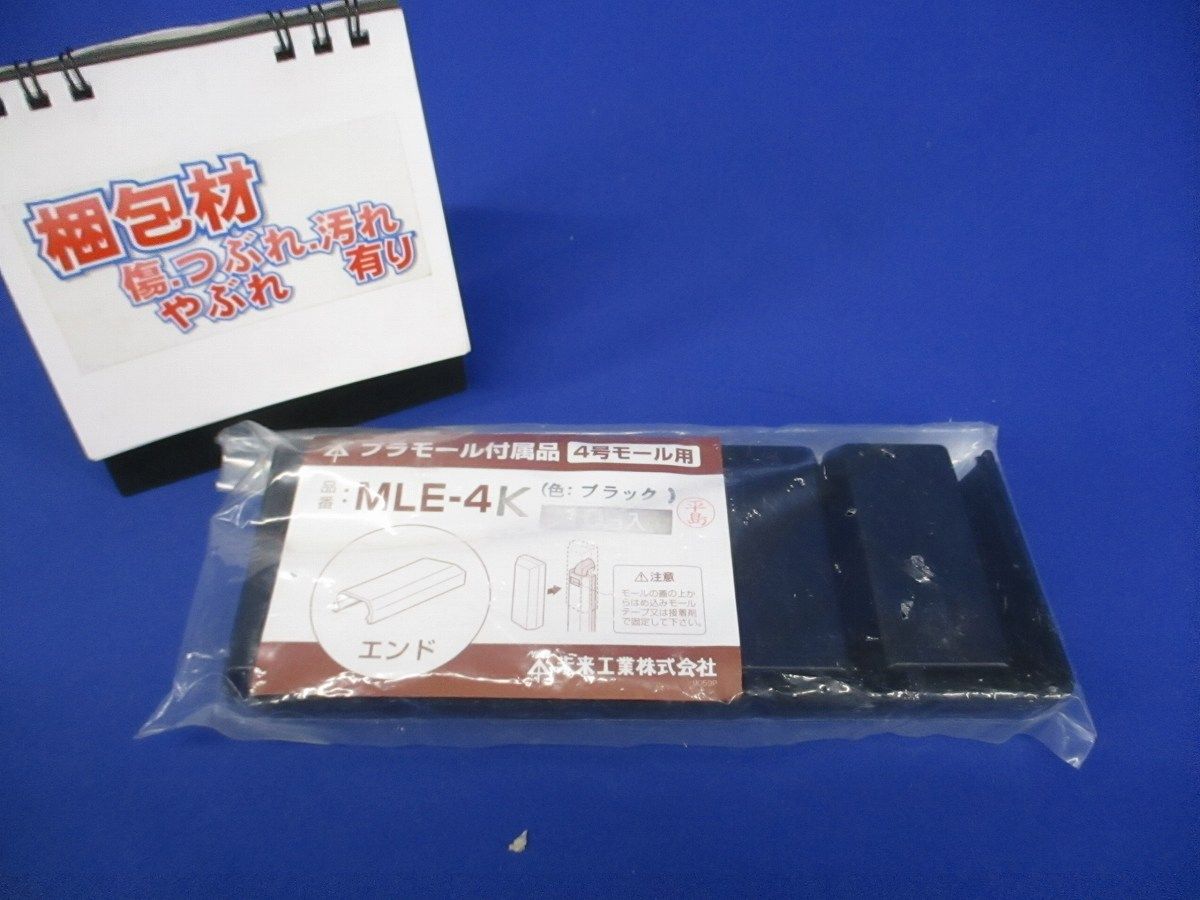 梱包材
傷．つぶれ．汚れ
やぶれ 有り
プラモール付属品 4号モール用
品番：MLE-4K（色：ブラック）
入
平島
エンド
⚠注意
モールの蓋の上か
らはめ込みモール
テープ又は接着剤
で固定して下さい。
未来工業株式会社